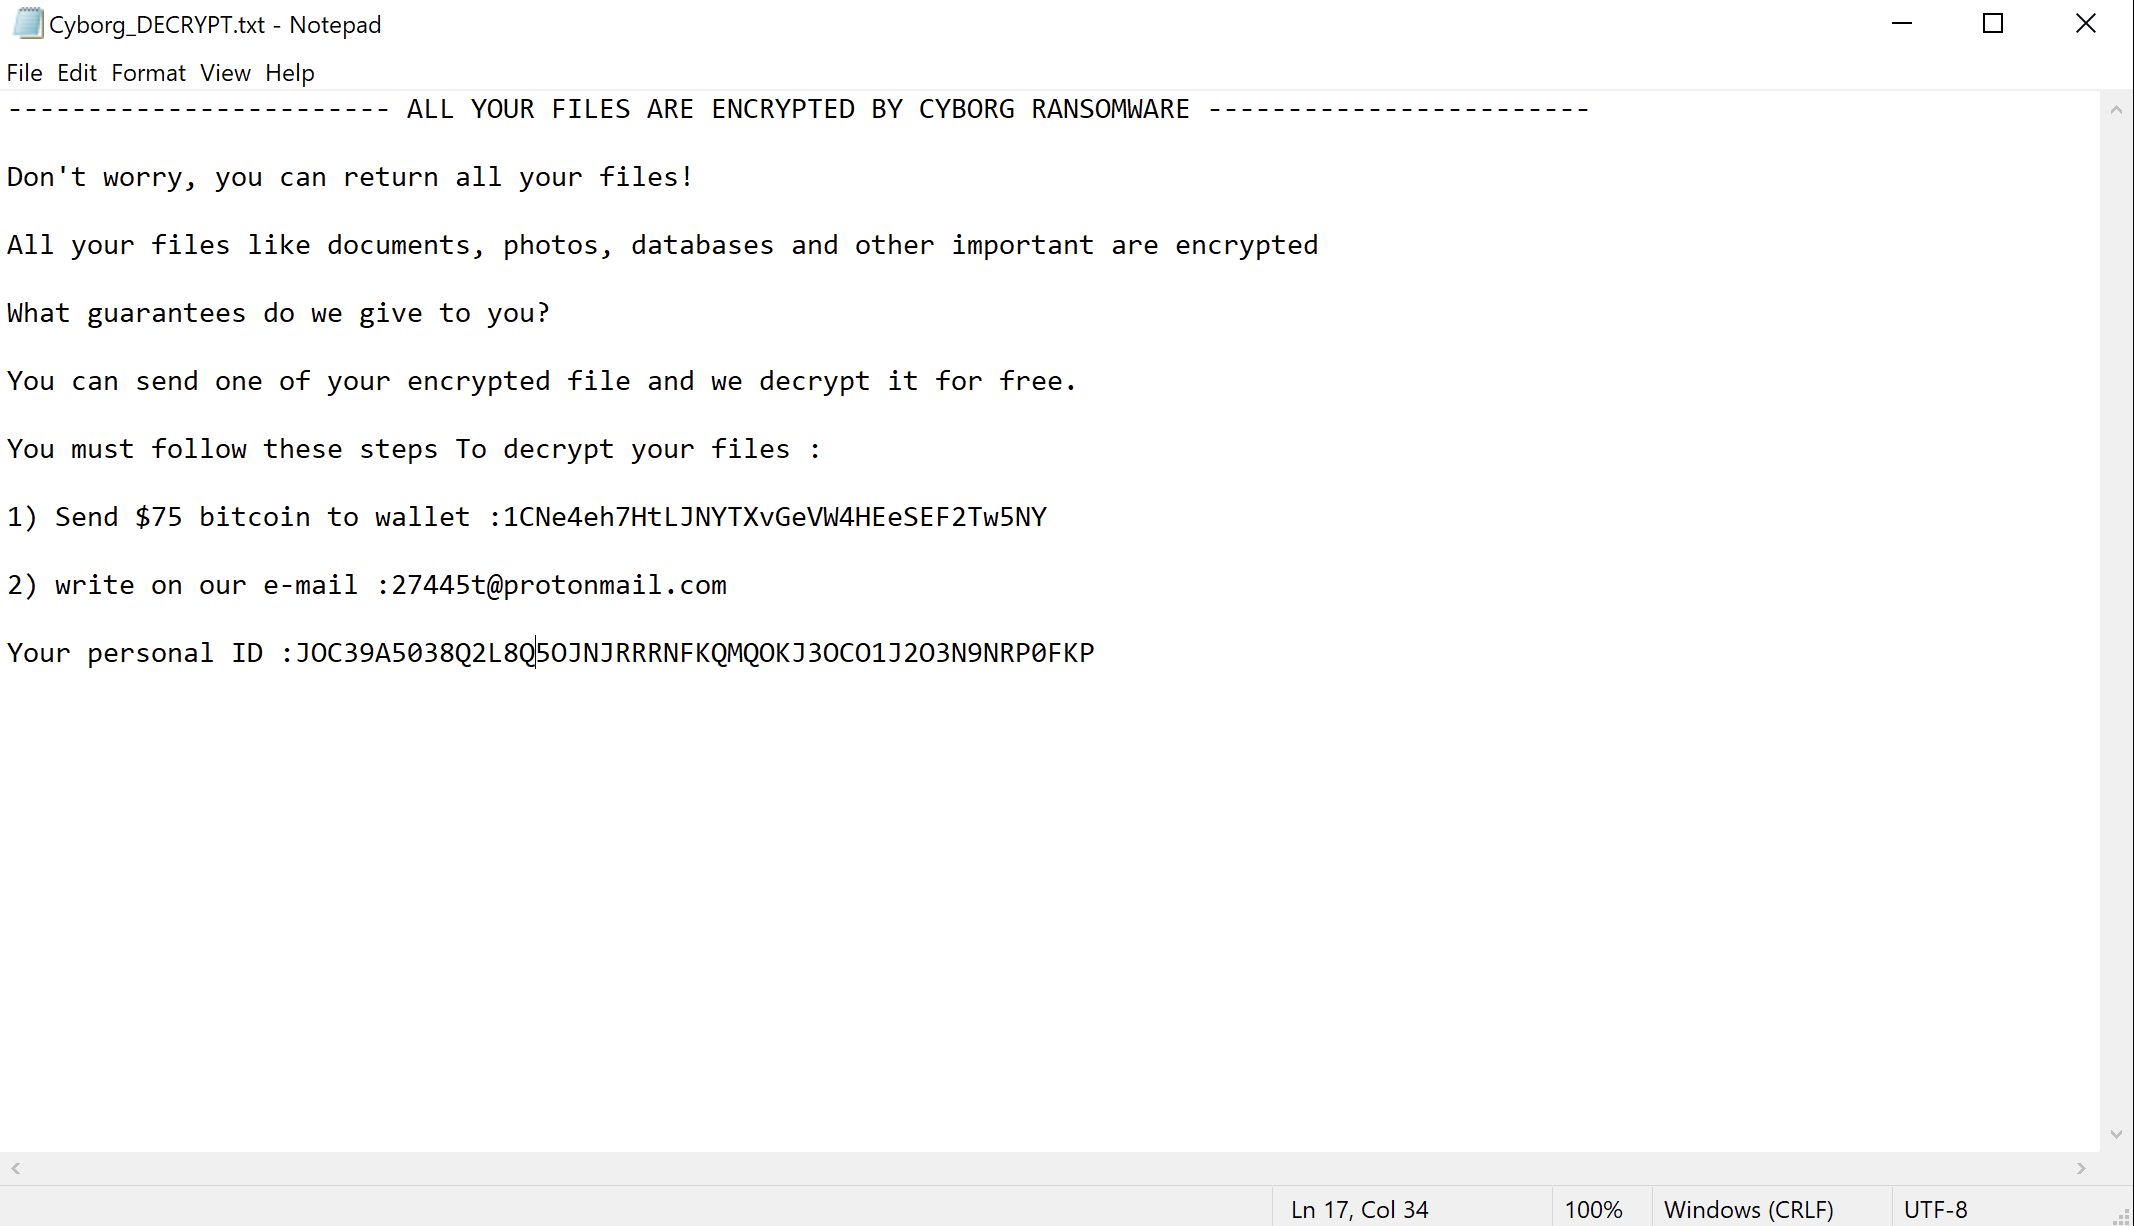 Cyborg_DECRYPT.txt - Notepad
File Edit Format View Help
------------------------ ALL YOUR FILES ARE ENCRYPTED BY CYBORG RANSOMWARE ------------------------
Don't worry, you can return all your files!
All your files like documents, photos, databases and other important are encrypted
What guarantees do we give to you?
You can send one of your encrypted file and we decrypt it for free.
You must follow these steps To decrypt your files :
1) Send $75 bitcoin to wallet :1CNe4eh7HtLJNYTXvGeVW4HEeSEF2Tw5NY
2) write on our e-mail :27445t@protonmail.com
Your personal ID :JOC39A5038Q2L8Q5OJNJRRRNFKQMQOKJ3OCO1J2O3N9NRP0FKP
Ln 17, Col 34 100% Windows (CRLF) UTF-8